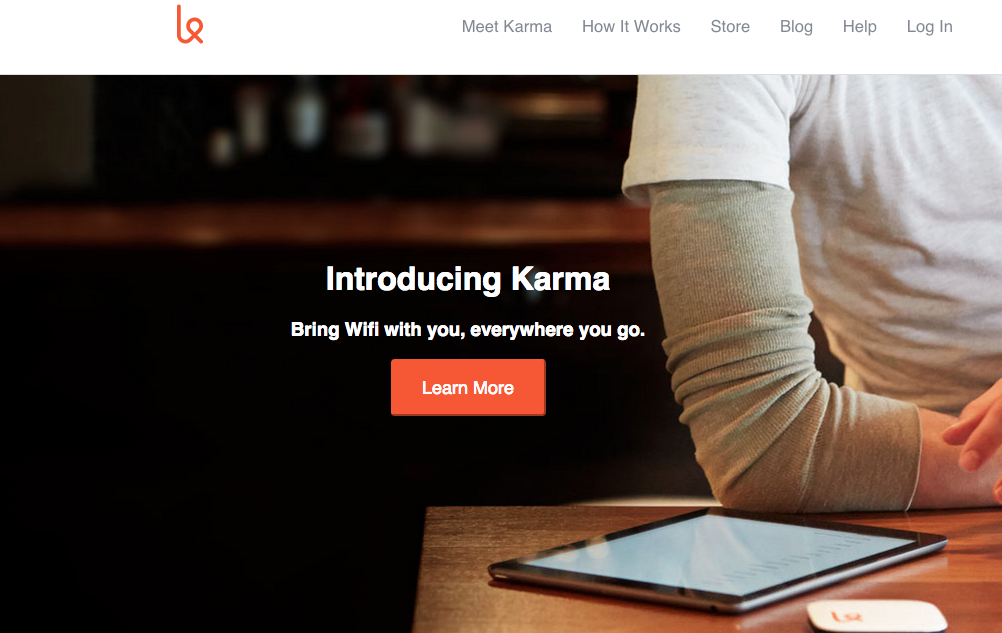 Meet Karma How It Works Store Blog Help Log In
Introducing Karma
Bring Wifi with you, everywhere you go.
Learn More